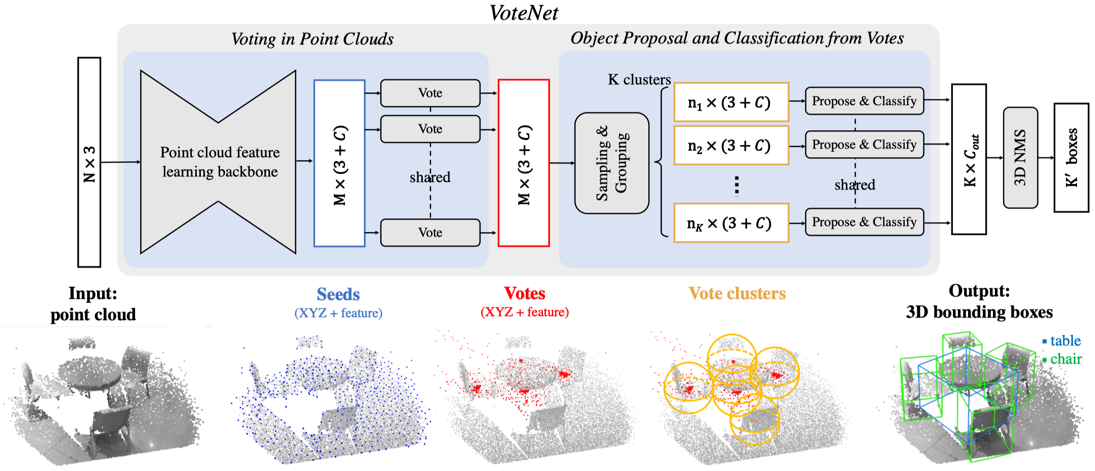 VoteNet
Voting in Point Clouds
Object Proposal and Classification from Votes
N × 3
Point cloud feature
learning backbone
M × (3 + C)
Vote
Vote
shared
Vote
M × (3 + C)
Sampling &
Grouping
K clusters
n₁ × (3 + C)
n₂ × (3 + C)
⋮
n_K × (3 + C)
Propose & Classify
Propose & Classify
shared
Propose & Classify
K × C_out
3D NMS
K′ boxes
Input:
point cloud
Seeds
(XYZ + feature)
Votes
(XYZ + feature)
Vote clusters
Output:
3D bounding boxes
table
chair